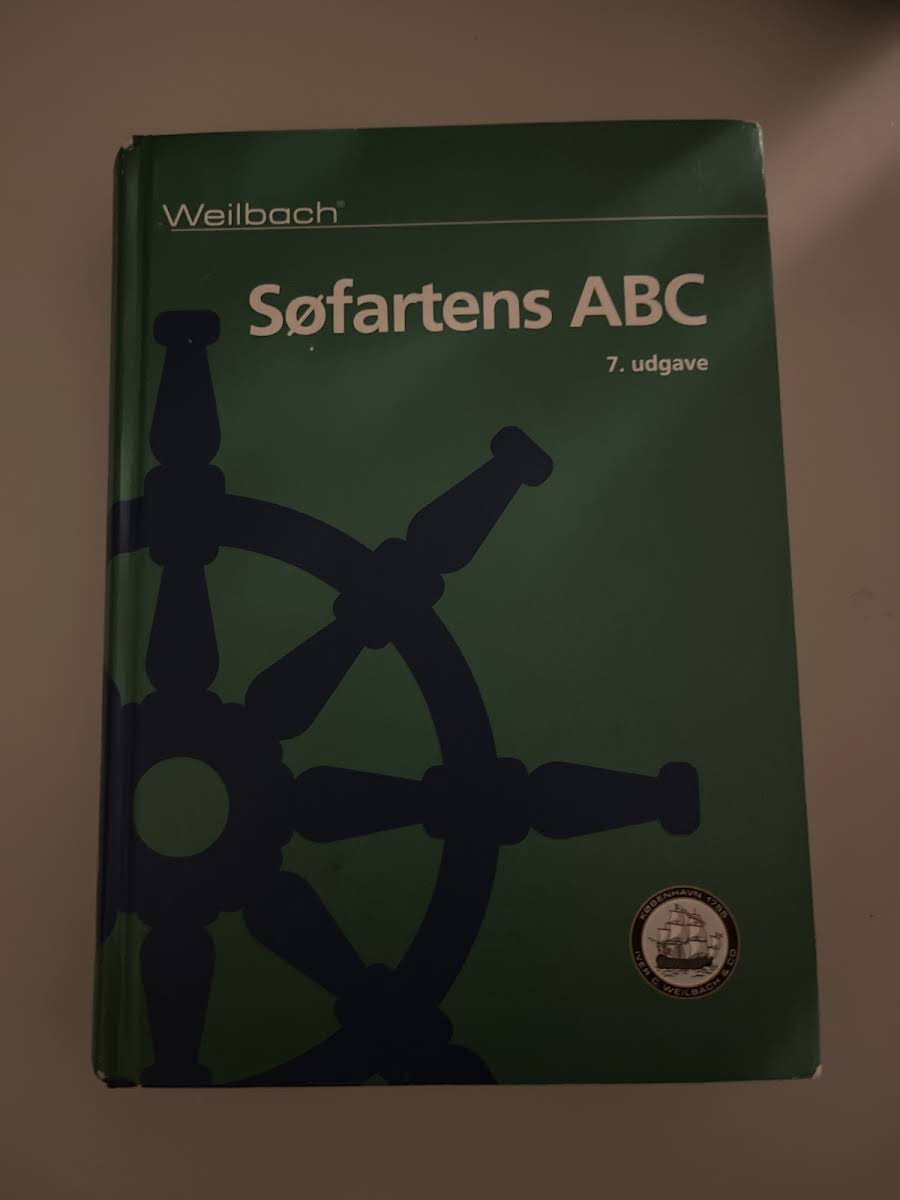 Weilbach®
Søfartens ABC
7. udgave
KØBENHAVN 1755
IVER C. WEILBACH & CO